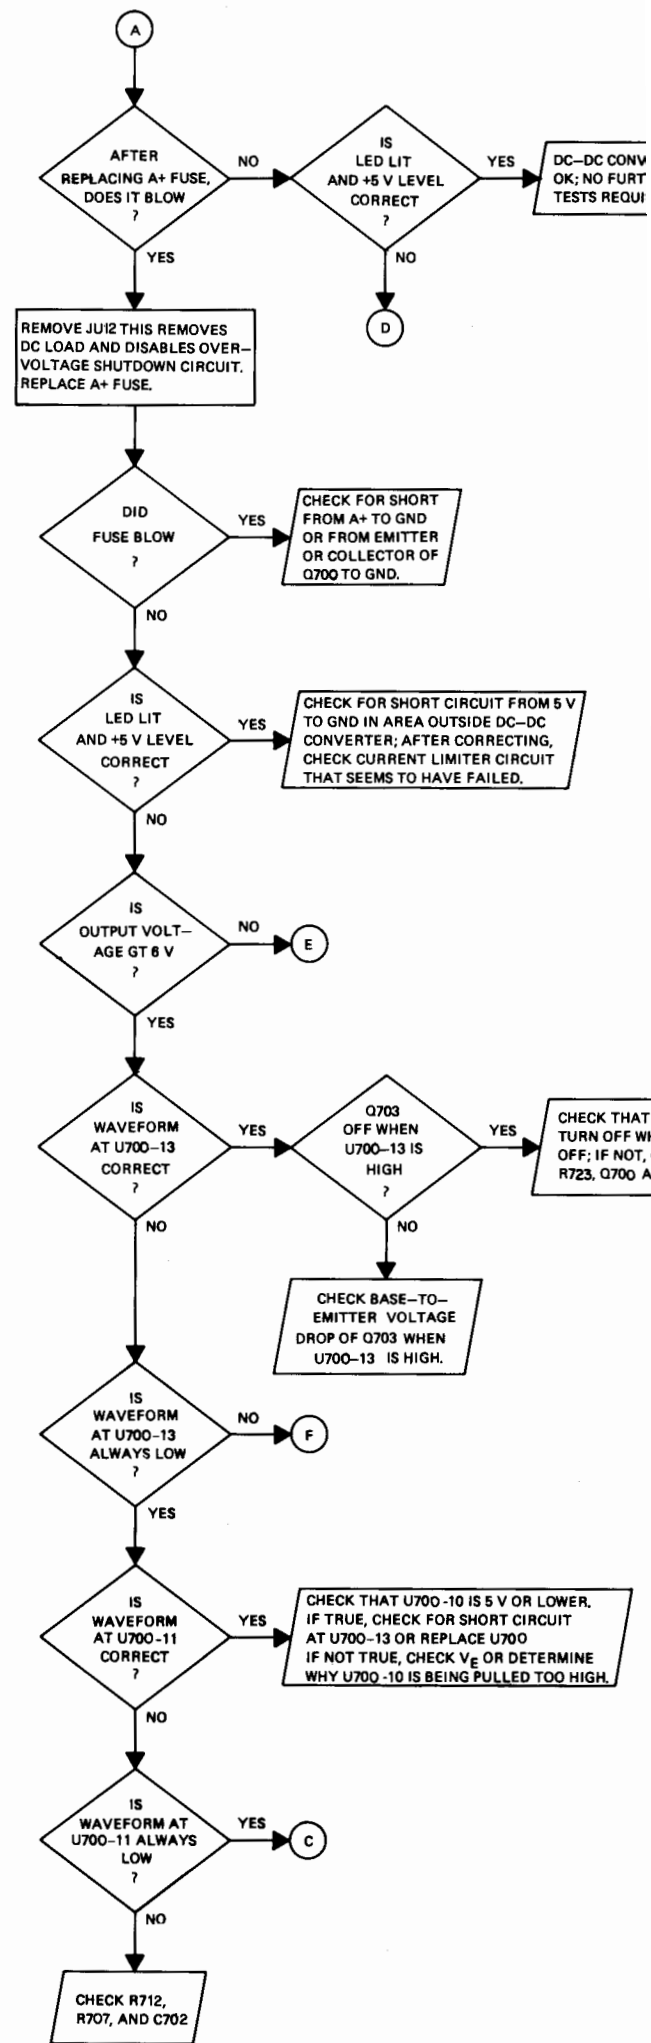 A
AFTER
REPLACING A+ FUSE,
DOES IT BLOW
?
NO
IS
LED LIT
AND +5 V LEVEL
CORRECT
?
YES
DC–DC CONV
OK; NO FURT
TESTS REQUI
YES
NO
D
REMOVE JU12 THIS REMOVES
DC LOAD AND DISABLES OVER–
VOLTAGE SHUTDOWN CIRCUIT.
REPLACE A+ FUSE.
DID
FUSE BLOW
?
YES
CHECK FOR SHORT
FROM A+ TO GND
OR FROM EMITTER
OR COLLECTOR OF
Q700 TO GND.
NO
IS
LED LIT
AND +5 V LEVEL
CORRECT
?
YES
CHECK FOR SHORT CIRCUIT FROM 5 V
TO GND IN AREA OUTSIDE DC–DC
CONVERTER; AFTER CORRECTING,
CHECK CURRENT LIMITER CIRCUIT
THAT SEEMS TO HAVE FAILED.
NO
IS
OUTPUT VOLT–
AGE GT 6 V
?
NO
E
YES
IS
WAVEFORM
AT U700-13
CORRECT
?
YES
Q703
OFF WHEN
U700-13 IS
HIGH
?
YES
CHECK THAT
TURN OFF WH
OFF; IF NOT,
R723, Q700 A
NO
NO
CHECK BASE–TO–
EMITTER VOLTAGE
DROP OF Q703 WHEN
U700-13 IS HIGH.
IS
WAVEFORM
AT U700-13
ALWAYS LOW
?
NO
F
YES
IS
WAVEFORM
AT U700-11
CORRECT
?
YES
CHECK THAT U700-10 IS 5 V OR LOWER.
IF TRUE, CHECK FOR SHORT CIRCUIT
AT U700-13 OR REPLACE U700
IF NOT TRUE, CHECK VE OR DETERMINE
WHY U700-10 IS BEING PULLED TOO HIGH.
NO
IS
WAVEFORM AT
U700-11 ALWAYS
LOW
?
YES
C
NO
CHECK R712,
R707, AND C702